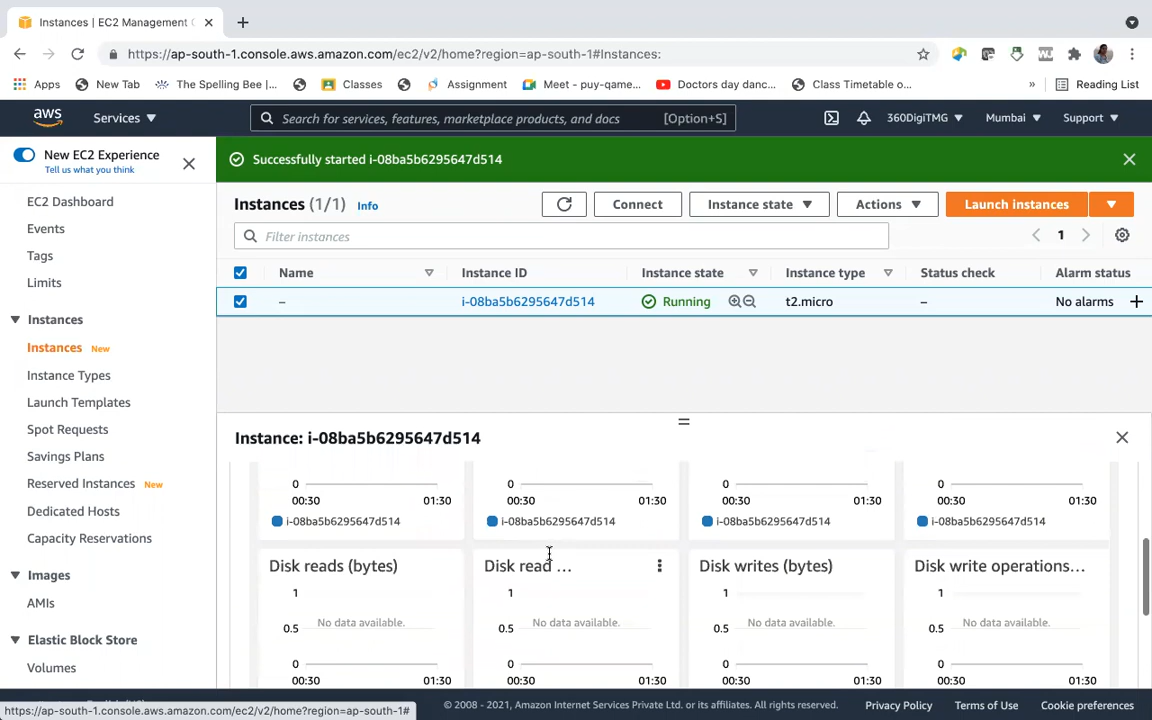 Instances | EC2 Management C
https://ap-south-1.console.aws.amazon.com/ec2/v2/home?region=ap-south-1#Instances:
Apps New Tab The Spelling Bee |... Classes Assignment Meet - puy-qame... Doctors day danc... Class Timetable o... » Reading List
aws Services Search for services, features, marketplace products, and docs [Option+S] 360DigiTMG Mumbai Support
New EC2 Experience
Tell us what you think
Successfully started i-08ba5b6295647d514
EC2 Dashboard
Events
Tags
Limits
Instances
Instances New
Instance Types
Launch Templates
Spot Requests
Savings Plans
Reserved Instances New
Dedicated Hosts
Capacity Reservations
Images
AMIs
Elastic Block Store
Volumes
Instances (1/1) Info Connect Instance state Actions Launch instances
Filter instances 1
Name Instance ID Instance state Instance type Status check Alarm status
– i-08ba5b6295647d514 Running t2.micro – No alarms
Instance: i-08ba5b6295647d514
0 0 0 0
00:30 01:30 00:30 01:30 00:30 01:30 00:30 01:30
i-08ba5b6295647d514 i-08ba5b6295647d514 i-08ba5b6295647d514 i-08ba5b6295647d514
Disk reads (bytes) Disk read ... Disk writes (bytes) Disk write operations...
1 1 1 1
No data available. No data available. No data available. No data available.
0.5 0.5 0.5 0.5
0 0 0 0
00:30 01:30 00:30 01:30 00:30 01:30 00:30 01:30
https://ap-south-1.console.aws.amazon.com/ec2/v2/home?region=ap-south-1#
© 2008 - 2021, Amazon Internet Services Private Ltd. or its affiliates. All rights reserved. Privacy Policy Terms of Use Cookie preferences